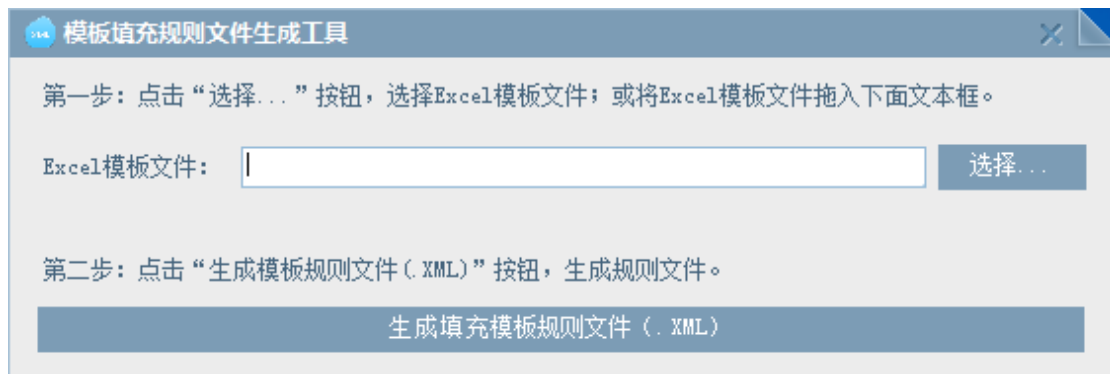 模板填充规则文件生成工具
第一步：点击“选择...”按钮，选择Excel模板文件；或将Excel模板文件拖入下面文本框。
Excel模板文件： 选择...
第二步：点击“生成模板规则文件(.XML)”按钮，生成规则文件。
生成填充模板规则文件（.XML）